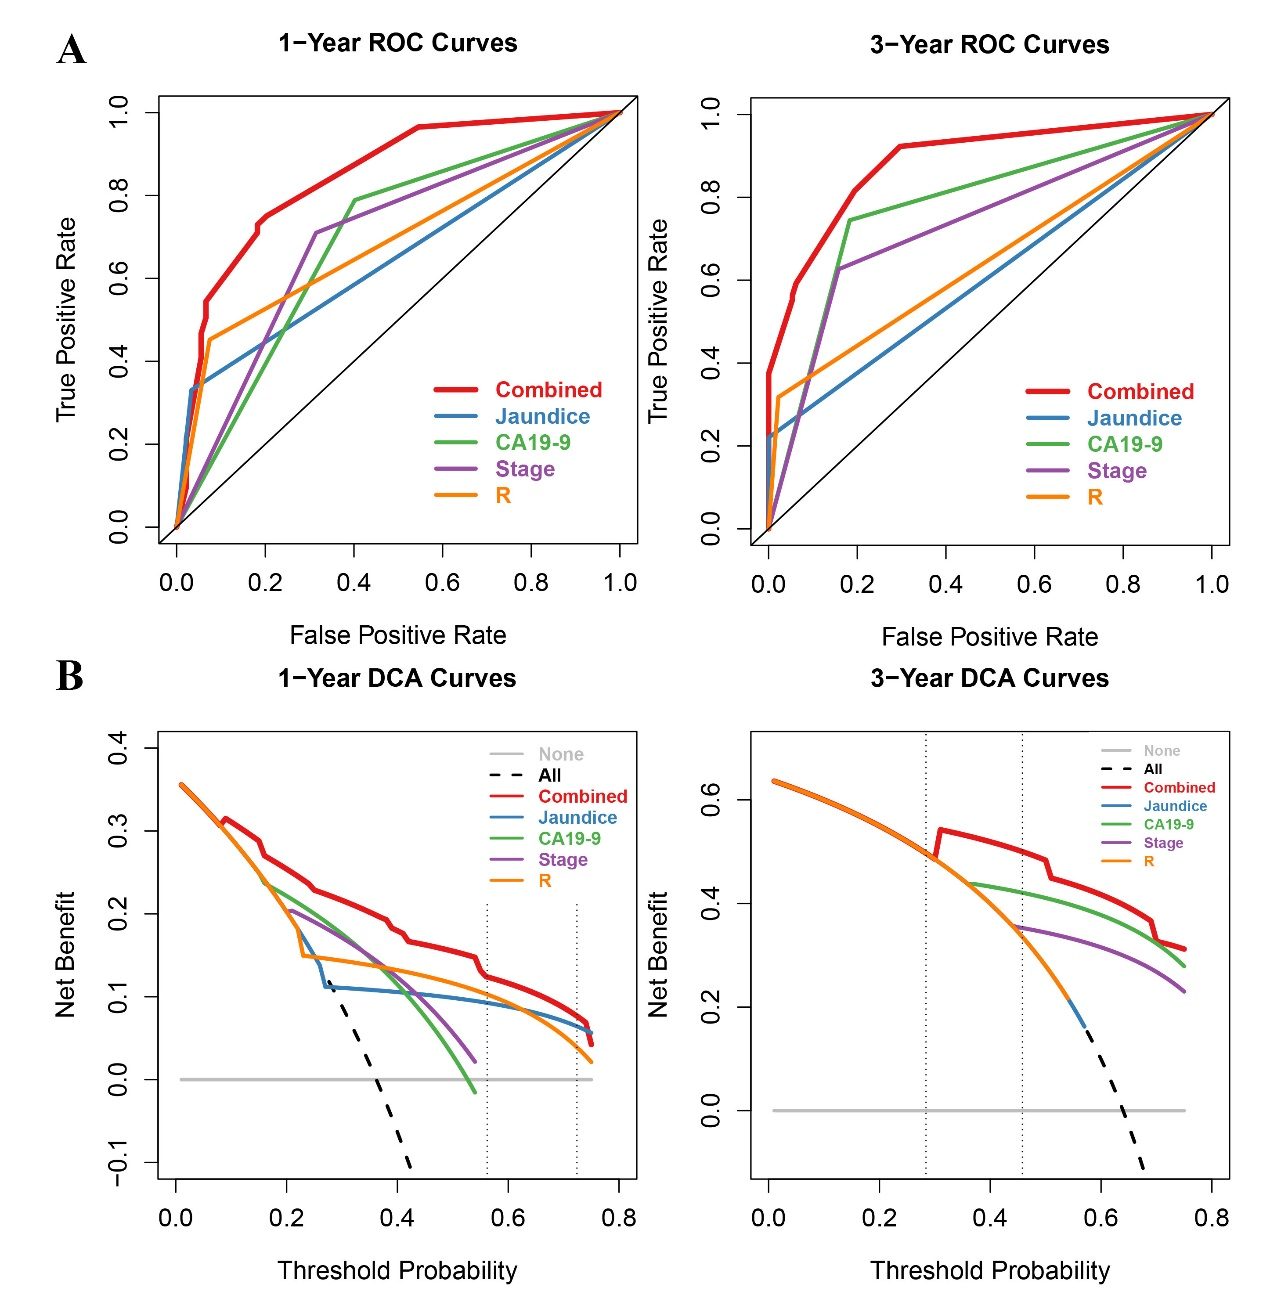 A
1−Year ROC Curves
True Positive Rate
1.0
0.8
0.6
0.4
0.2
0.0
Combined
Jaundice
CA19-9
Stage
R
0.0 0.2 0.4 0.6 0.8 1.0
False Positive Rate
3−Year ROC Curves
True Positive Rate
1.0
0.8
0.6
0.4
0.2
0.0
Combined
Jaundice
CA19-9
Stage
R
0.0 0.2 0.4 0.6 0.8 1.0
False Positive Rate
B
1−Year DCA Curves
Net Benefit
0.4
0.3
0.2
0.1
0.0
−0.1
None
All
Combined
Jaundice
CA19-9
Stage
R
0.0 0.2 0.4 0.6 0.8
Threshold Probability
3−Year DCA Curves
Net Benefit
0.6
0.4
0.2
0.0
None
All
Combined
Jaundice
CA19-9
Stage
R
0.0 0.2 0.4 0.6 0.8
Threshold Probability